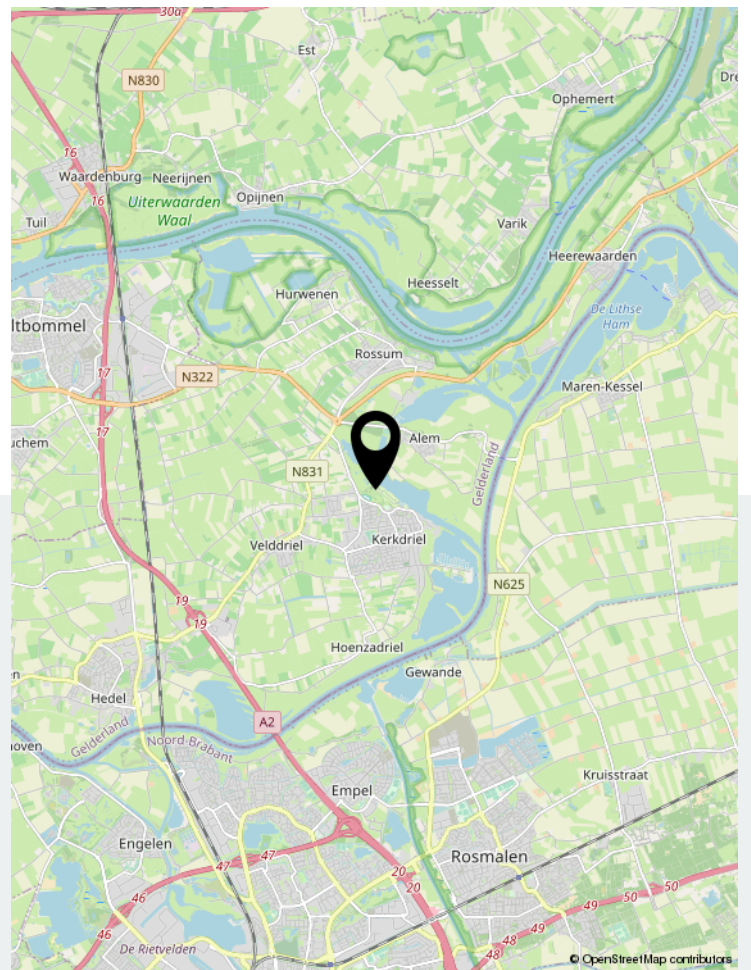 30a
Est
N830
Ophemert
Dre
16
Waardenburg
Neerijnen
16
Opijnen
Uiterwaarden
Waal
Tuil
Varik
Heerewaarden
Heesselt
Hurwenen
De Lithse
Ham
ltbommel
Rossum
17
N322
Maren-Kessel
17
uchem
Alem
Gelderland
N831
Kerkdriel
Velddriel
N625
19
19
Hoenzadriel
en
Gewande
Hedel
A2
Gelderland
hoven
Noord-Brabant
Kruisstraat
Empel
Engelen
Rosmalen
47
47
20
20
46
50
50
49
46
49
48
48
De Rietvelden
© OpenStreetMap contributors